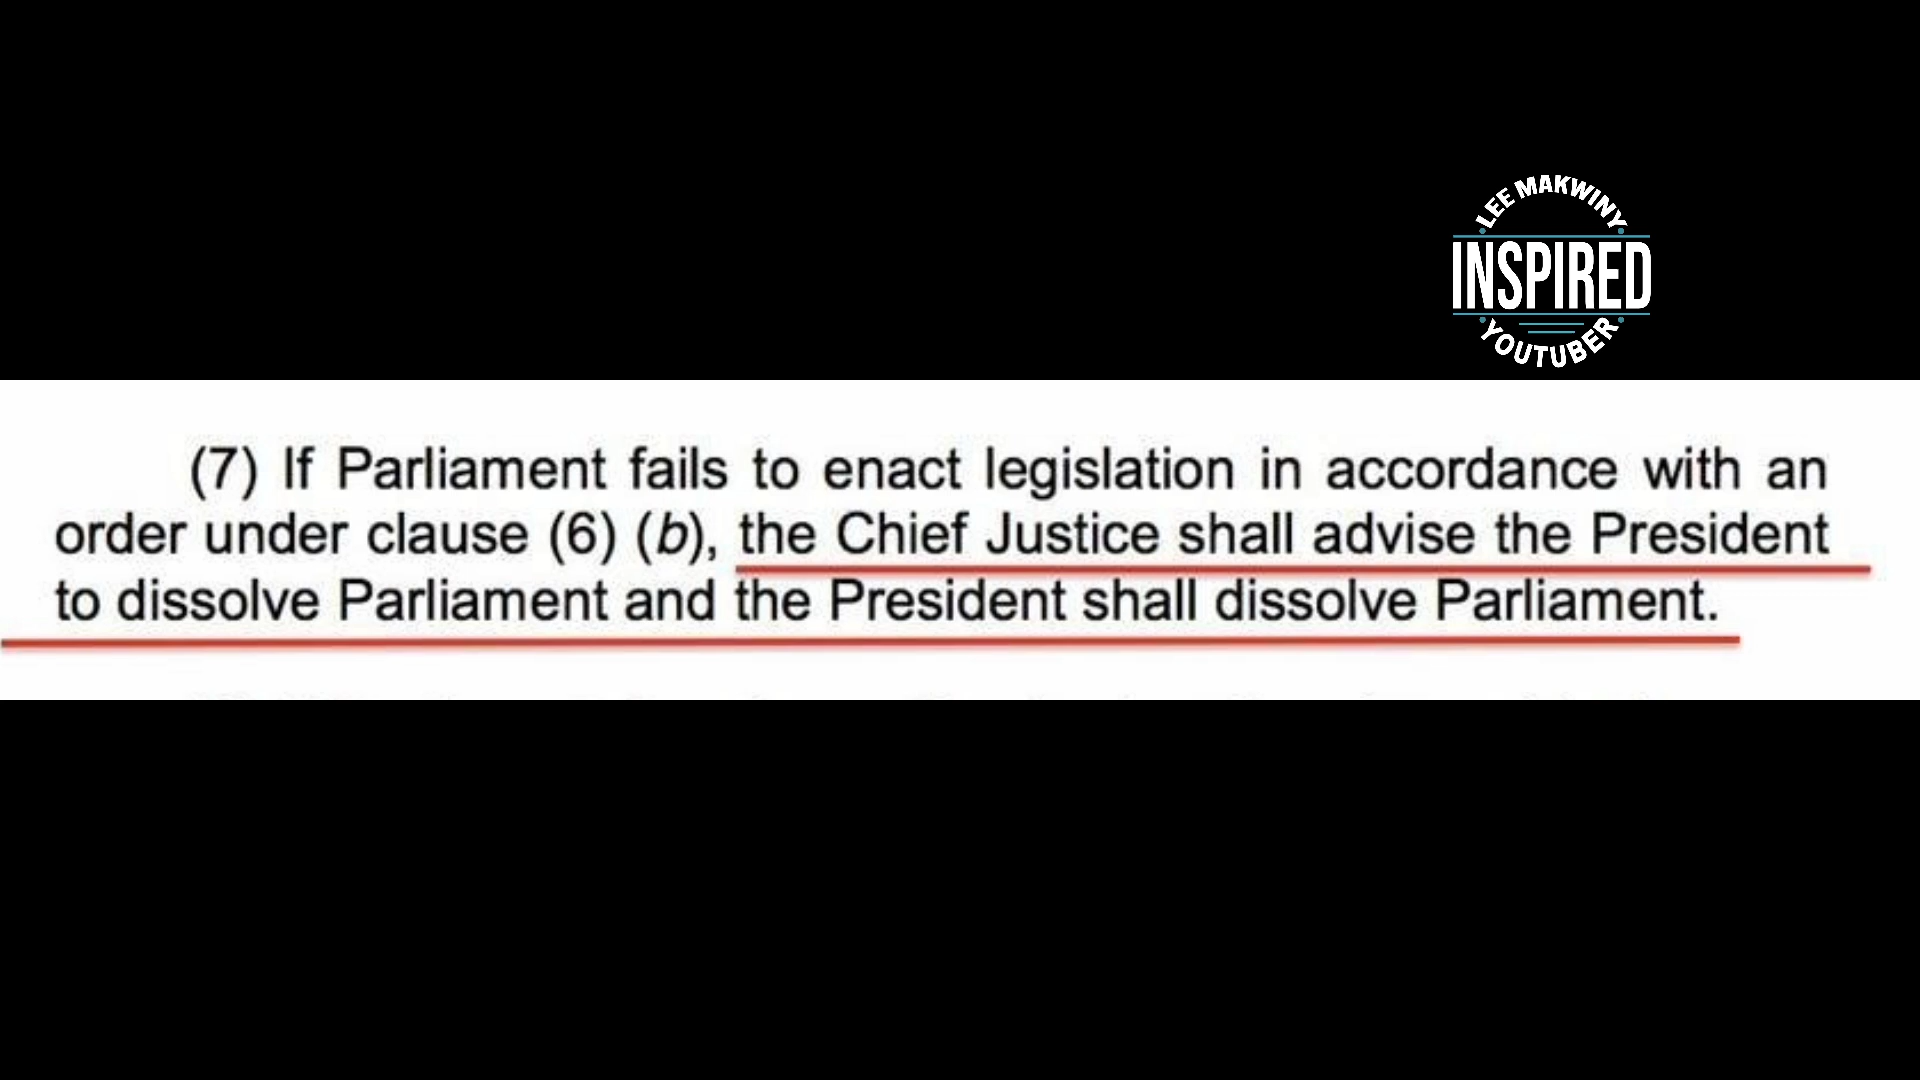 LEE MAKWINY
INSPIRED
YOUTUBER
(7) If Parliament fails to enact legislation in accordance with an
order under clause (6) (b), the Chief Justice shall advise the President
to dissolve Parliament and the President shall dissolve Parliament.